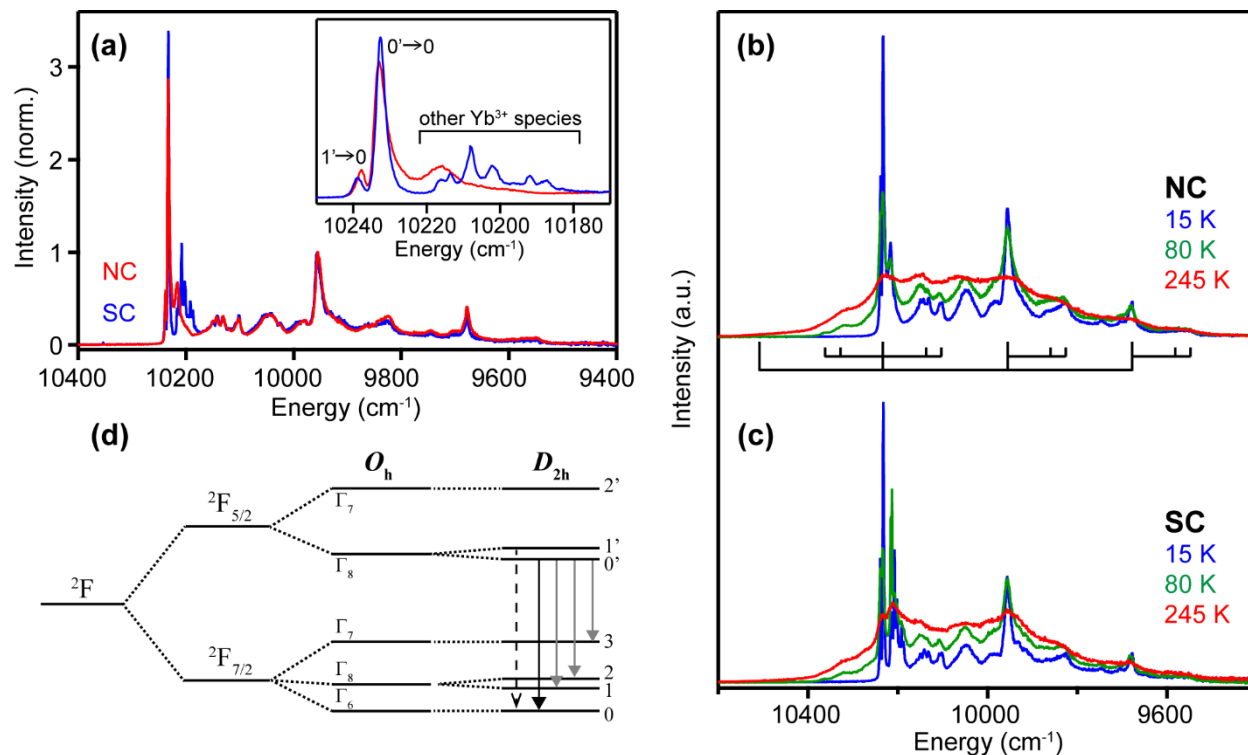 (a)
Intensity (norm.)
3
2
1
0
0'→0
1'→0
other Yb³⁺ species
10240
10220
10200
10180
Energy (cm⁻¹)
NC
SC
10400
10200
10000
9800
9600
9400
Energy (cm⁻¹)
(b)
NC
15 K
80 K
245 K
Intensity (a.u.)
(c)
SC
15 K
80 K
245 K
10400
10000
9600
Energy (cm⁻¹)
(d)
Oₕ
D₂ₕ
²F
²F₅/₂
²F₇/₂
Γ₇
Γ₈
Γ₇
Γ₈
Γ₆
2'
1'
0'
3
2
1
0